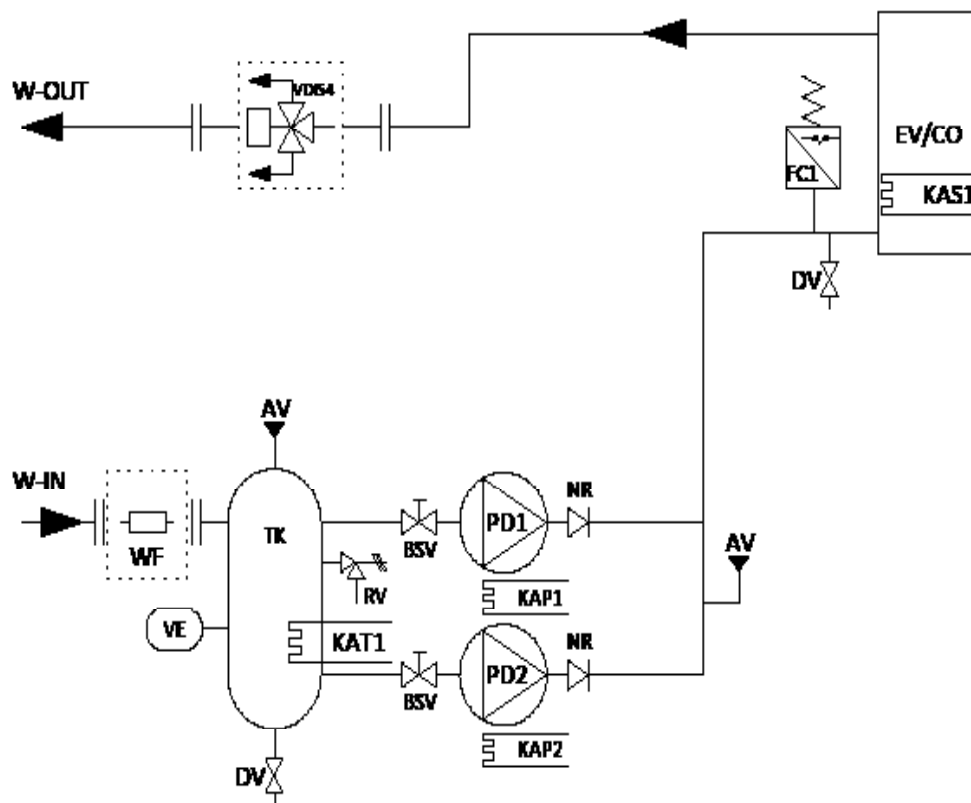 W-OUT
VDIS4
EV/CO
FC1
KAS1
DV
AV
W-IN
WF
TK
BSV
PD1
NR
AV
RV
KAP1
VE
KAT1
BSV
PD2
NR
DV
KAP2